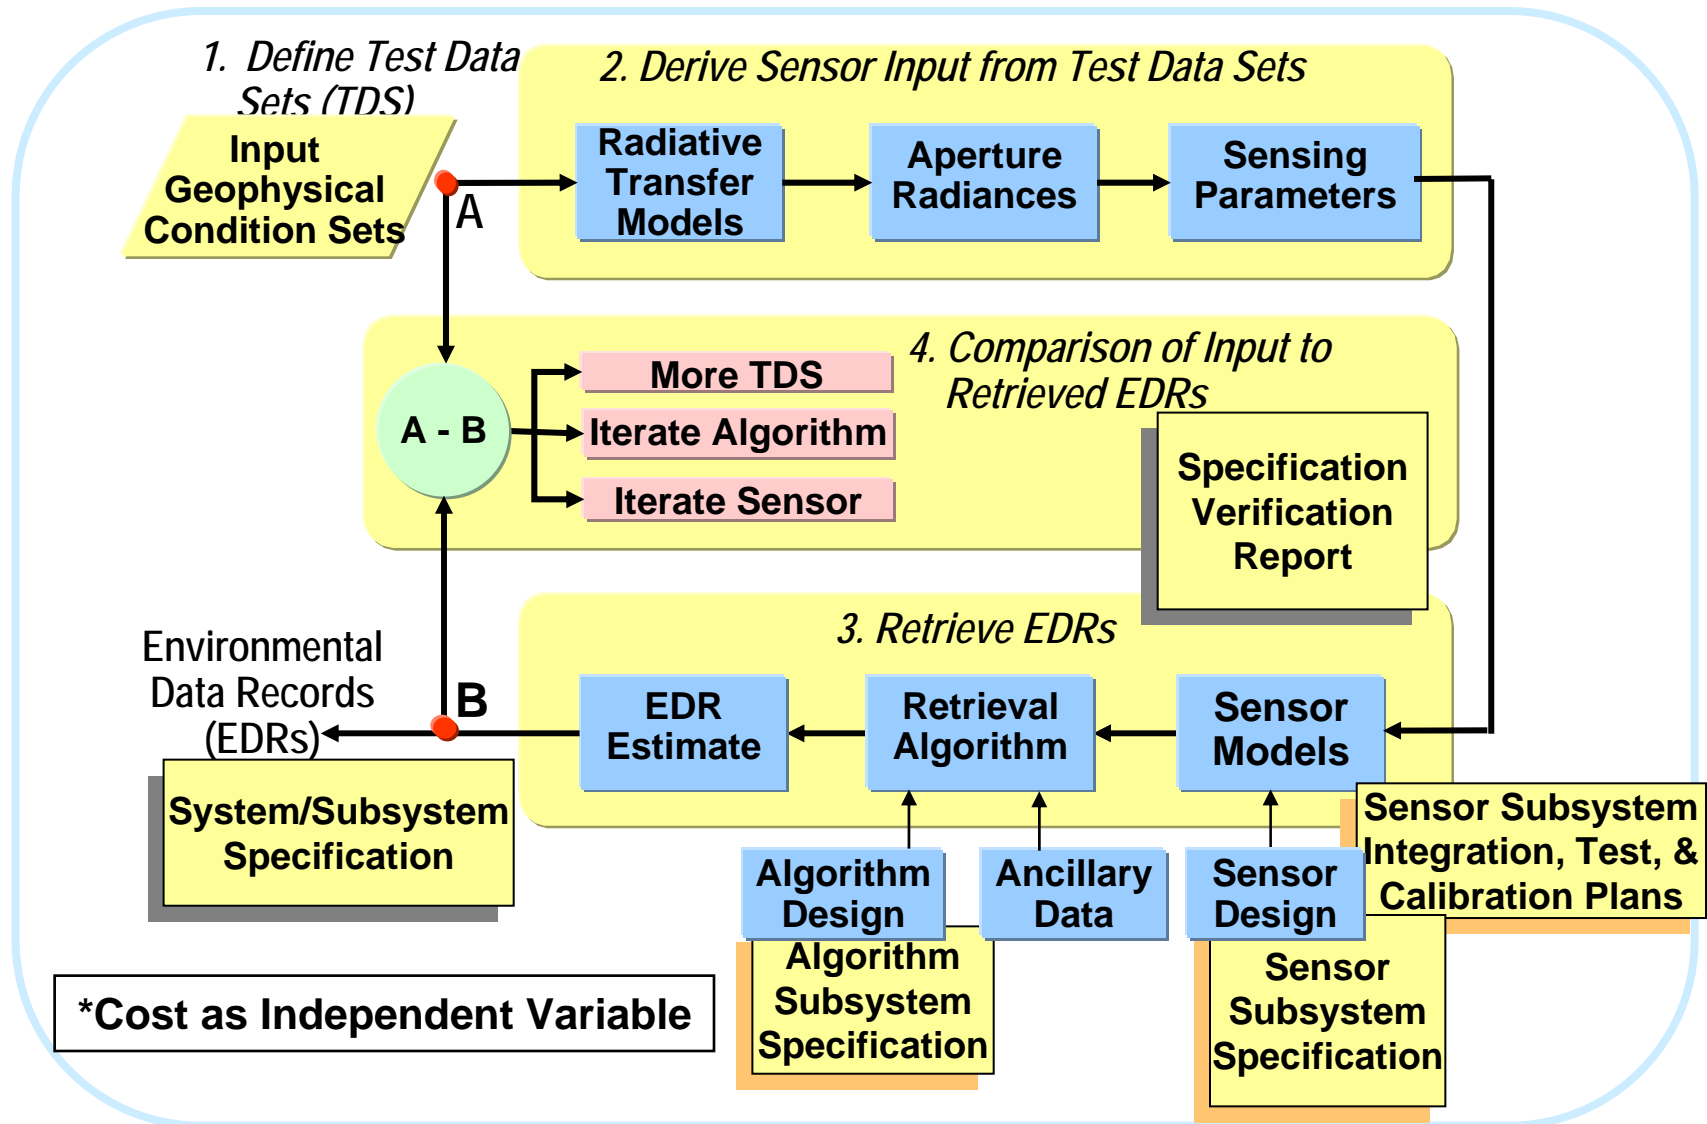 1. Define Test Data
Sets (TDS)
Input
Geophysical
Condition Sets
A
2. Derive Sensor Input from Test Data Sets
Radiative
Transfer
Models
Aperture
Radiances
Sensing
Parameters
4. Comparison of Input to
Retrieved EDRs
A - B
More TDS
Iterate Algorithm
Iterate Sensor
Specification
Verification
Report
3. Retrieve EDRs
Environmental
Data Records
(EDRs)
B
EDR
Estimate
Retrieval
Algorithm
Sensor
Models
System/Subsystem
Specification
Algorithm
Design
Ancillary
Data
Sensor
Design
Sensor Subsystem
Integration, Test, &
Calibration Plans
Algorithm
Subsystem
Specification
Sensor
Subsystem
Specification
*Cost as Independent Variable